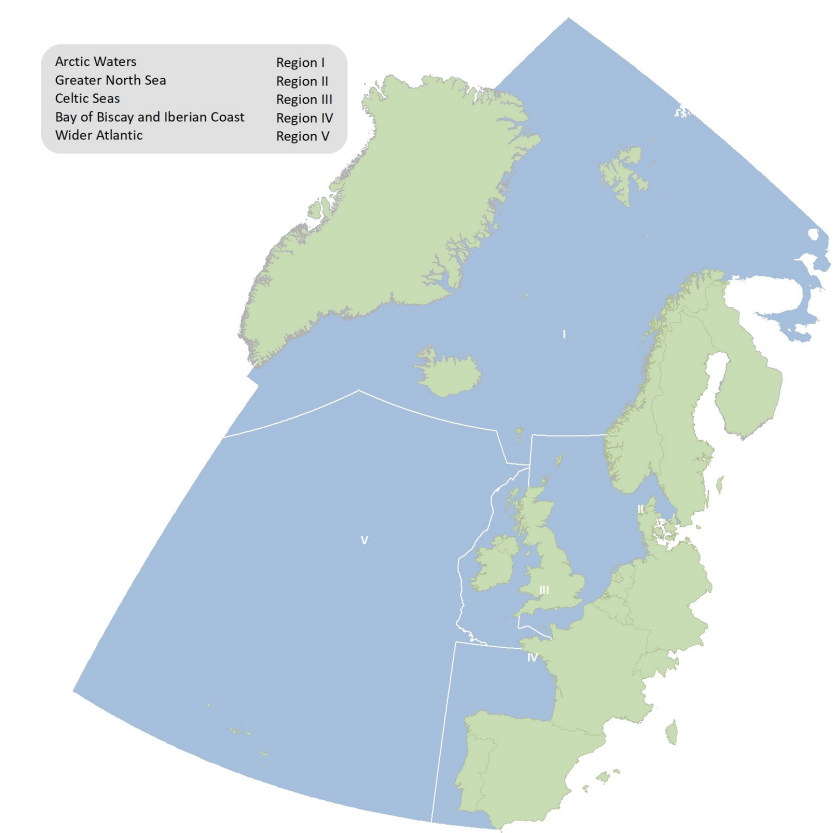 Arctic Waters Region I
Greater North Sea Region II
Celtic Seas Region III
Bay of Biscay and Iberian Coast Region IV
Wider Atlantic Region V
I
II
V
III
IV